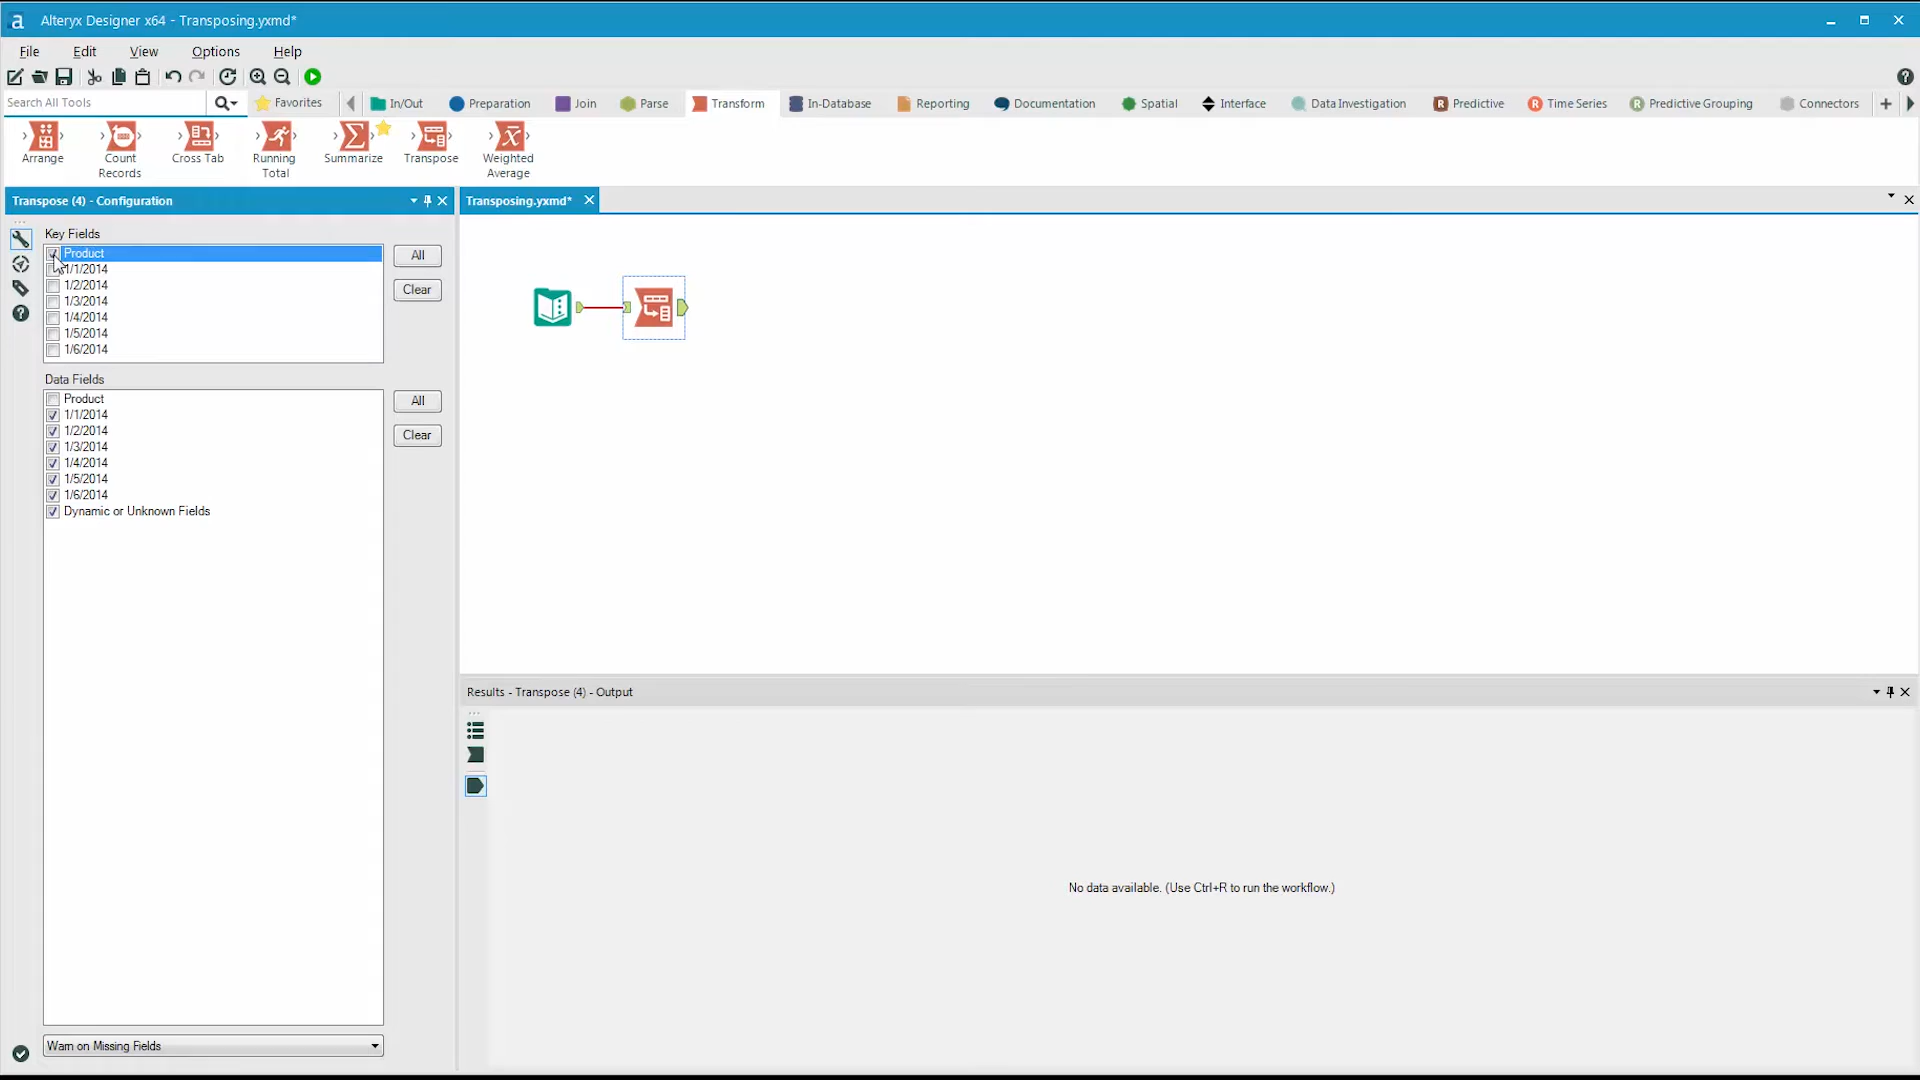 a Alteryx Designer x64 - Transposing.yxmd*
File Edit View Options Help
Search All Tools Favorites In/Out Preparation Join Parse Transform In-Database Reporting Documentation Spatial Interface Data Investigation R Predictive R Time Series R Predictive Grouping Connectors
Arrange Count Records Cross Tab Running Total Summarize Transpose Weighted Average
Transpose (4) - Configuration
Transposing.yxmd*
Key Fields
Product
All
1/1/2014
1/2/2014
Clear
1/3/2014
1/4/2014
1/5/2014
1/6/2014
Data Fields
Product
All
1/1/2014
1/2/2014
Clear
1/3/2014
1/4/2014
1/5/2014
1/6/2014
Dynamic or Unknown Fields
Warn on Missing Fields
Results - Transpose (4) - Output
No data available. (Use Ctrl+R to run the workflow.)